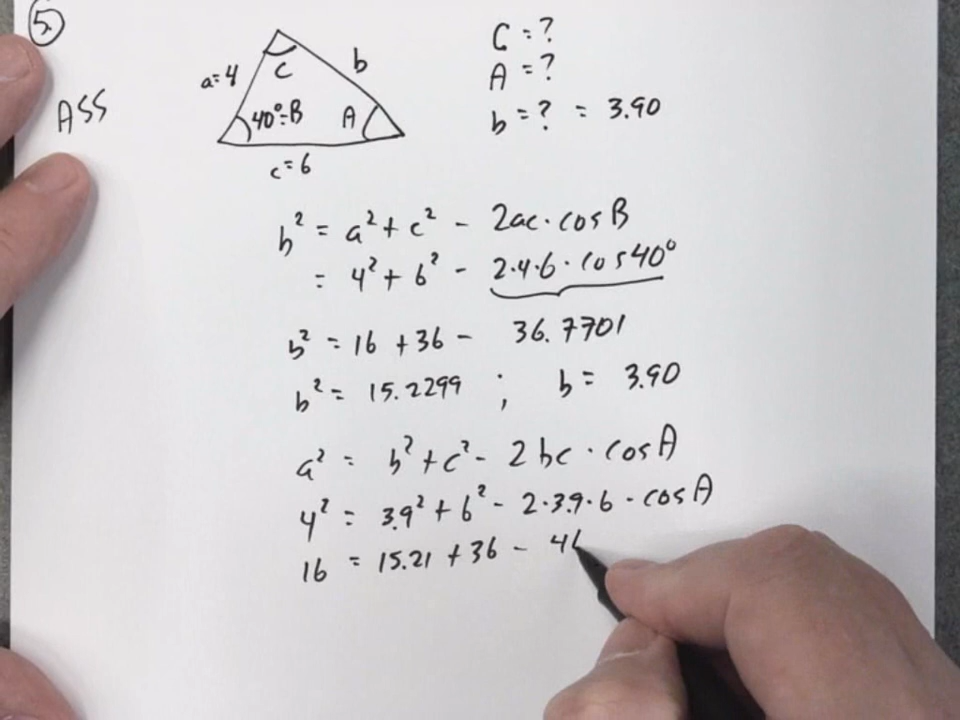 5.
C = ?
A = ?
b = ? = 3.90
ASS
a=4
C
b
40°=B
A
c=6
b² = a² + c² - 2ac · cos B
= 4² + 6² - 2·4·6 · cos 40°
b² = 16 + 36 - 36.7701
b² = 15.2299 ; b = 3.90
a² = b² + c² - 2bc · cos A
4² = 3.9² + 6² - 2·3.9·6 · cos A
16 = 15.21 + 36 - 46